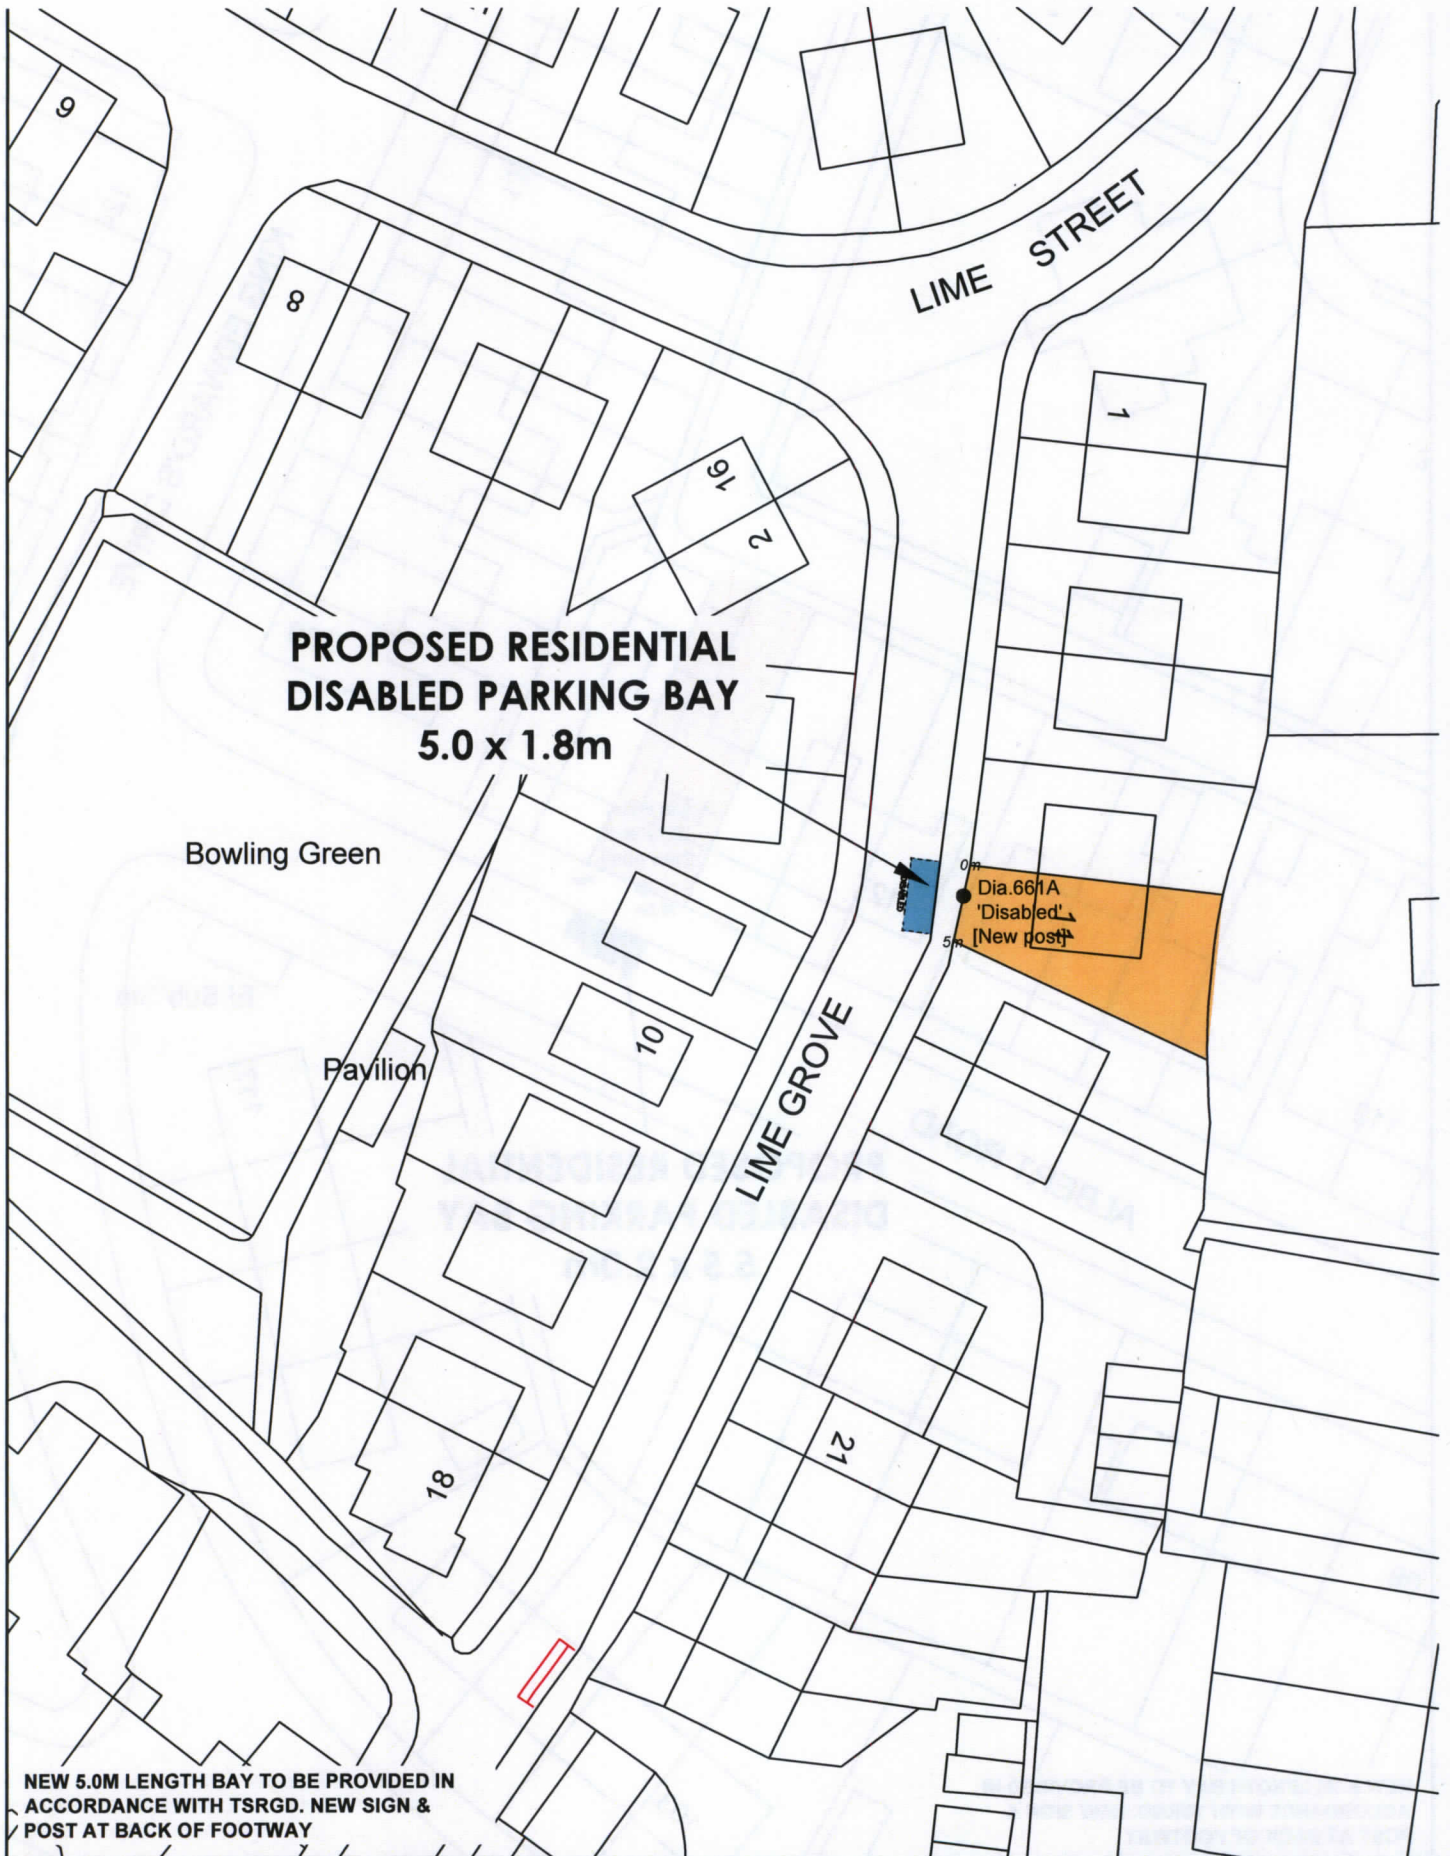 9
LIME STREET
8
1
16
2
PROPOSED RESIDENTIAL
DISABLED PARKING BAY
5.0 x 1.8m
Bowling Green
0m
Dia.661A
'Disabled'
[New post]
11
5m
10
Pavilion
LIME GROVE
21
18
NEW 5.0M LENGTH BAY TO BE PROVIDED IN
ACCORDANCE WITH TSRGD. NEW SIGN &
POST AT BACK OF FOOTWAY